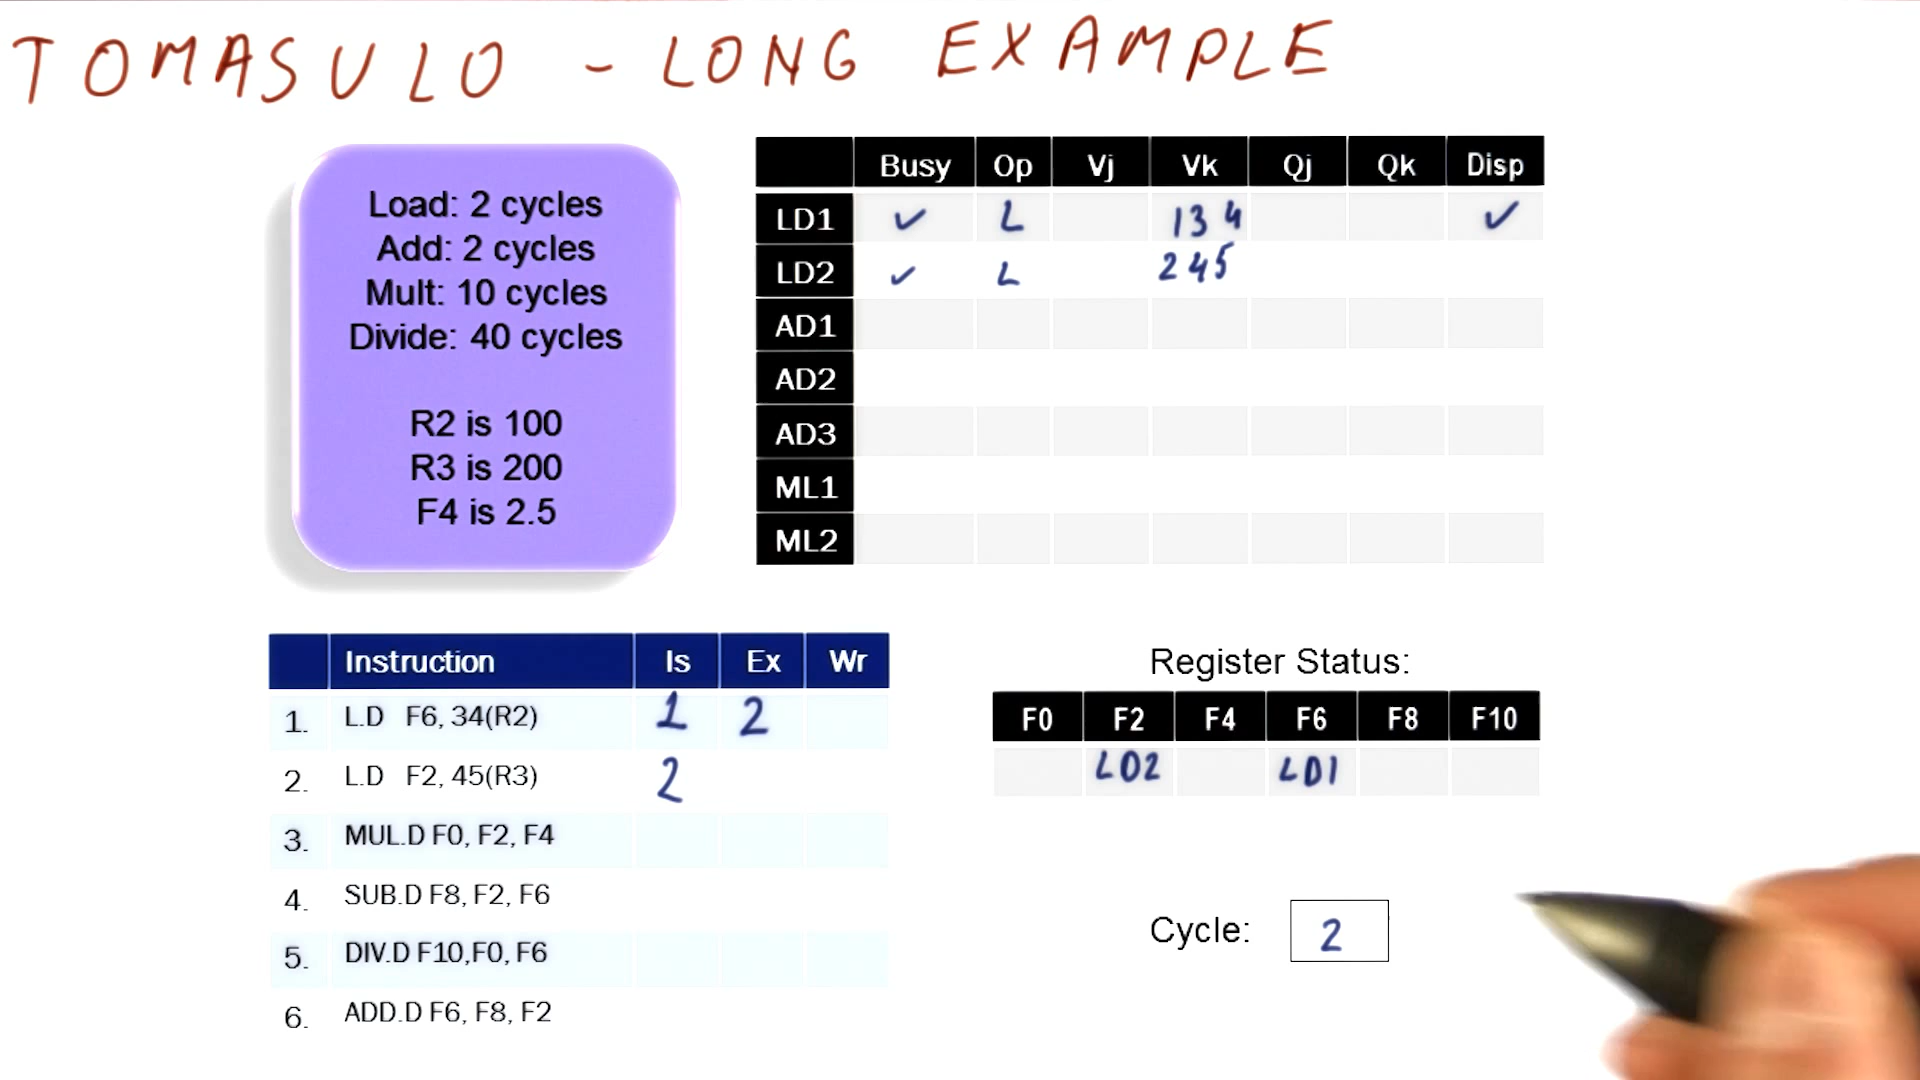 TOMASULO - LONG EXAMPLE
Load: 2 cycles
Add: 2 cycles
Mult: 10 cycles
Divide: 40 cycles
R2 is 100
R3 is 200
F4 is 2.5
Busy Op Vj Vk Qj Qk Disp
LD1 ✓ L 134 ✓
LD2 ✓ L 245
AD1
AD2
AD3
ML1
ML2
Instruction Is Ex Wr
1. L.D F6, 34(R2) 1 2
2. L.D F2, 45(R3) 2
3. MUL.D F0, F2, F4
4. SUB.D F8, F2, F6
5. DIV.D F10,F0, F6
6. ADD.D F6, F8, F2
Register Status:
F0 F2 F4 F6 F8 F10
LD2 LD1
Cycle: 2